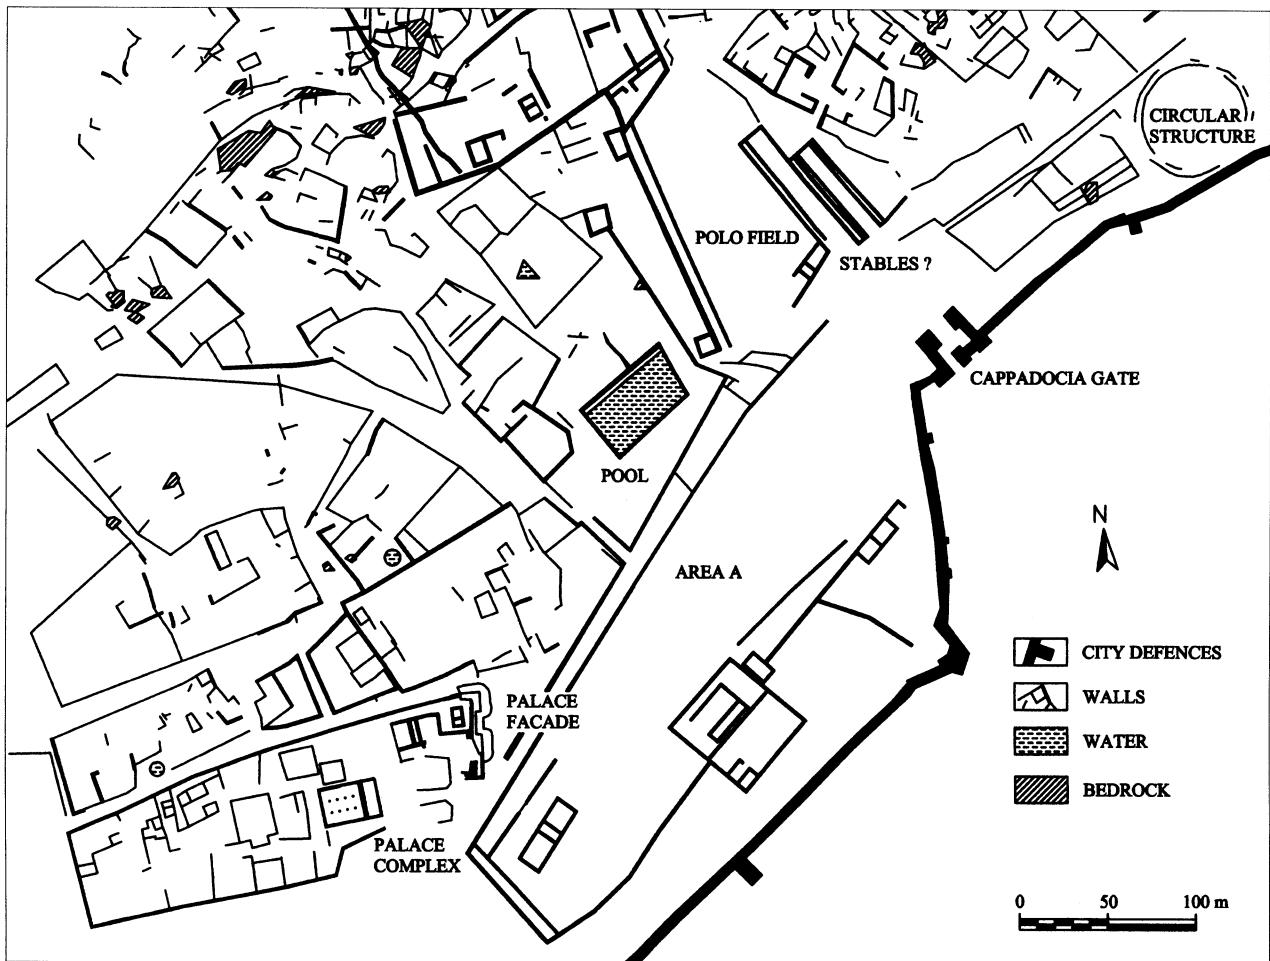 CIRCULAR
STRUCTURE
POLO FIELD
STABLES ?
CAPPADOCIA GATE
POOL
N
AREA A
CITY DEFENCES
PALACE
FACADE
WALLS
WATER
BEDROCK
PALACE
COMPLEX
0 50 100 m